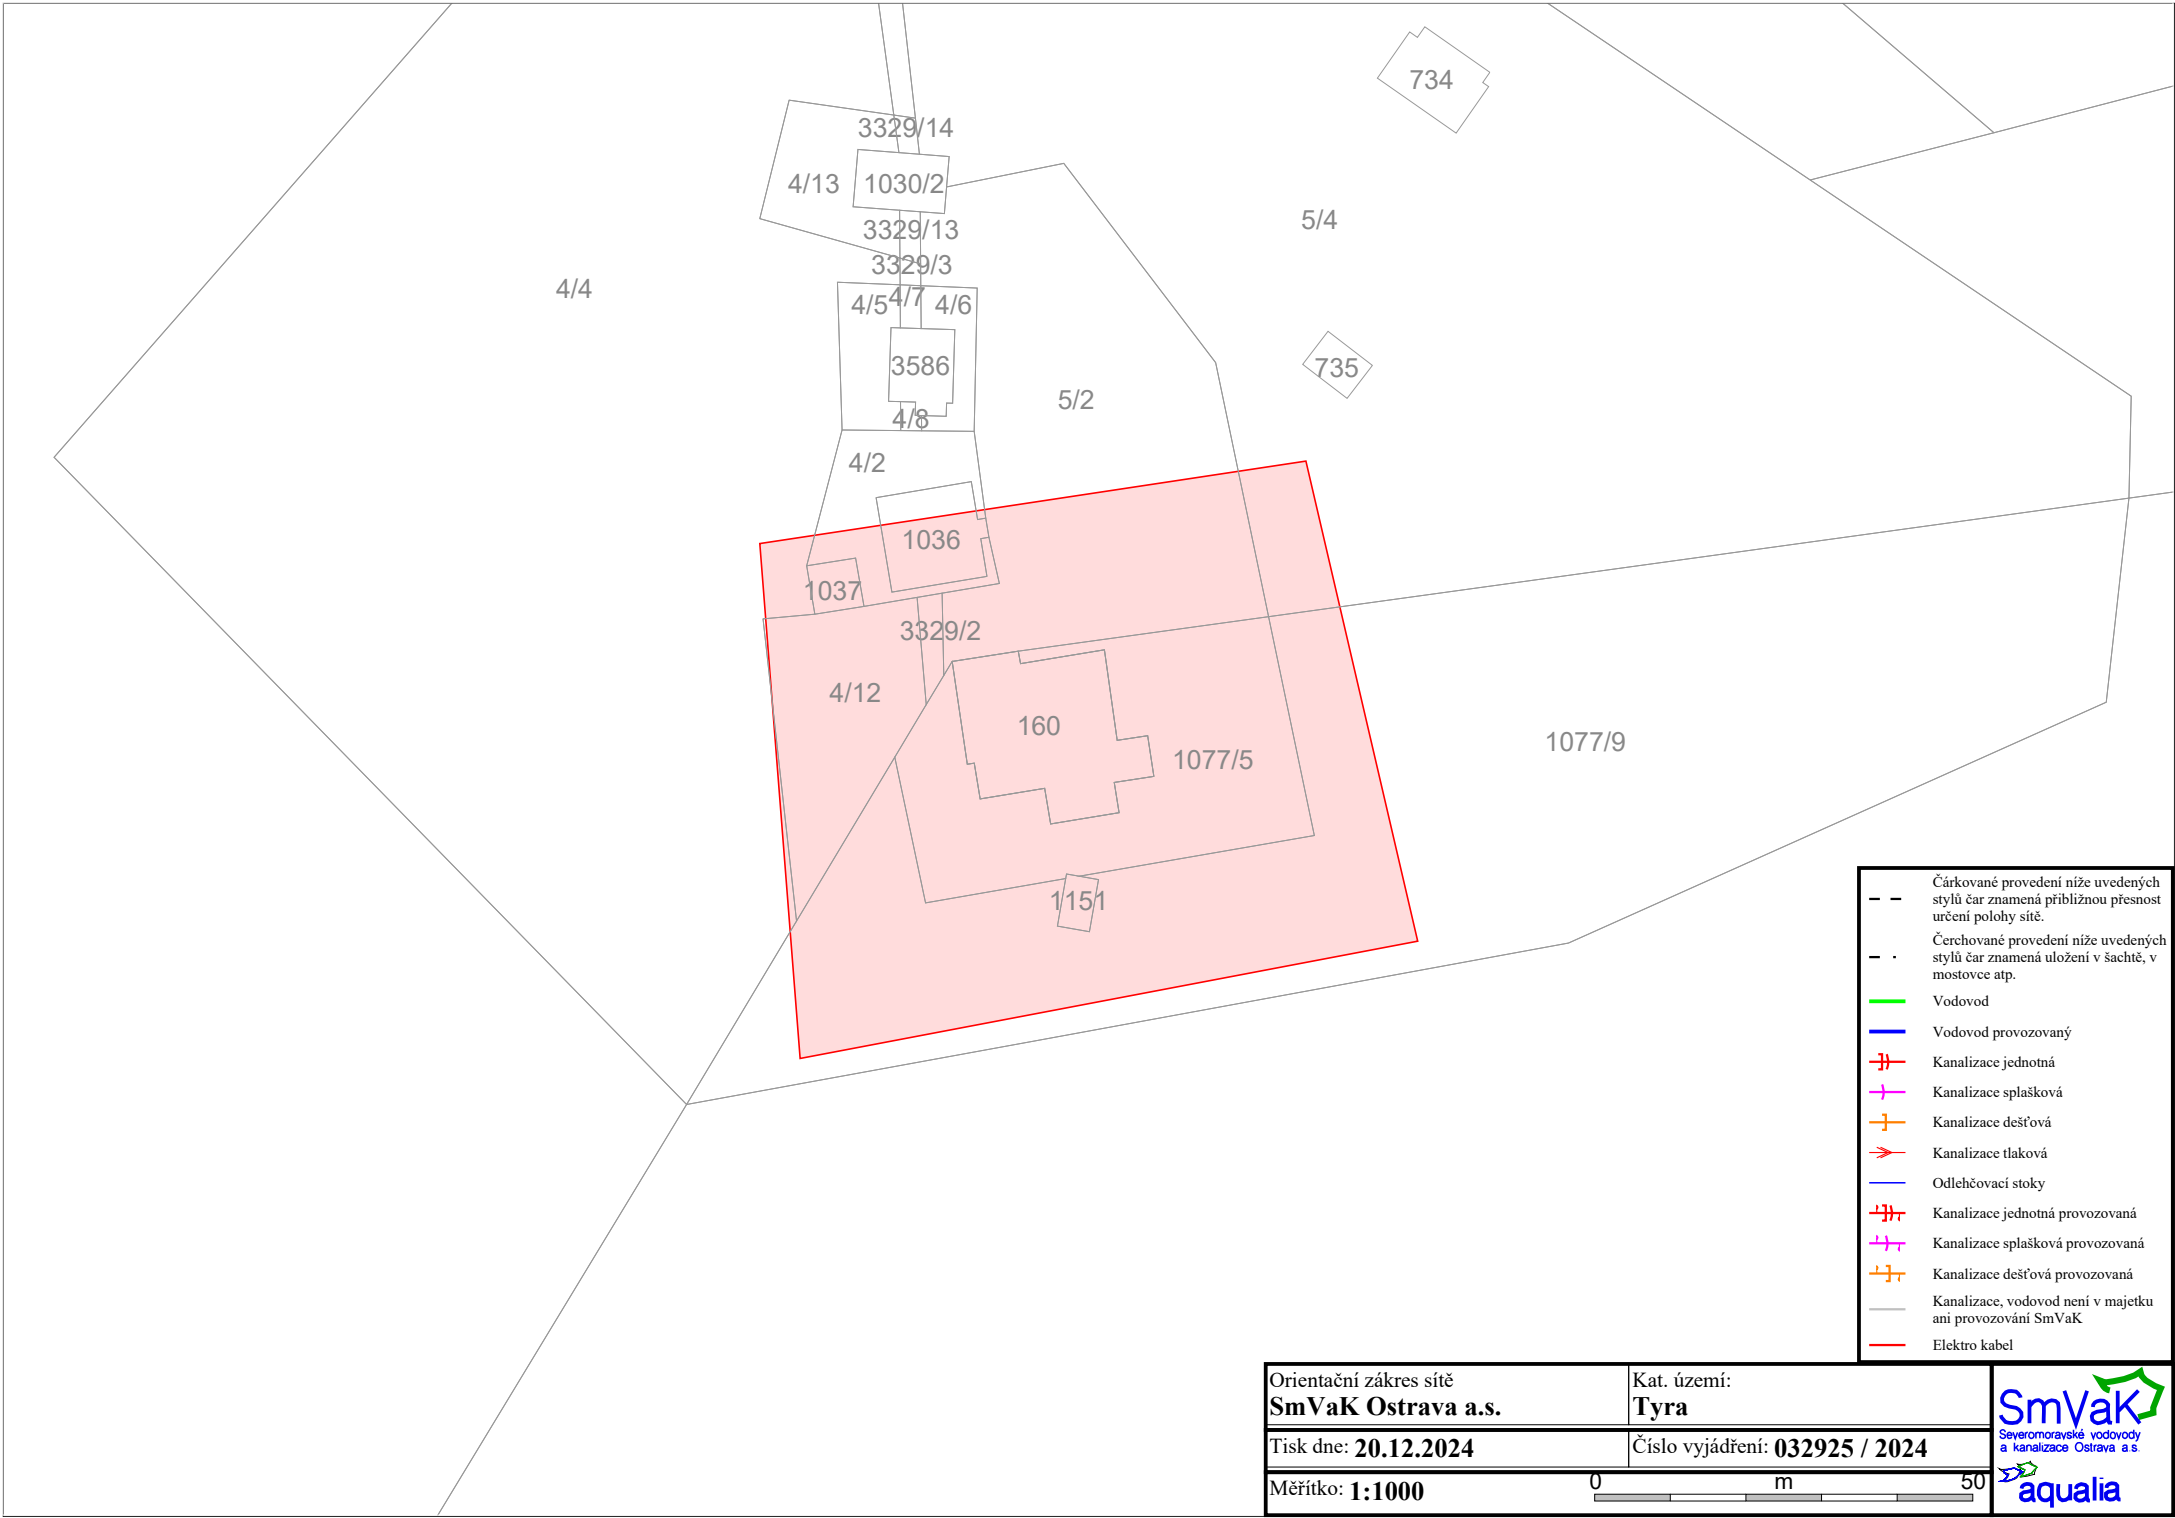 734
3329/14
4/13
1030/2
5/4
3329/13
3329/3
4/4
4/5
4/7
4/6
3586
735
5/2
4/8
4/2
1036
1037
3329/2
4/12
160
1077/5
1077/9
1151
Čárkované provedení níže uvedených
stylů čar znamená přibližnou přesnost
určení polohy sítě.
Čerchované provedení níže uvedených
stylů čar znamená uložení v šachtě, v
mostovce atp.
Vodovod
Vodovod provozovaný
Kanalizace jednotná
Kanalizace splašková
Kanalizace dešťová
Kanalizace tlaková
Odlehčovací stoky
Kanalizace jednotná provozovaná
Kanalizace splašková provozovaná
Kanalizace dešťová provozovaná
Kanalizace, vodovod není v majetku
ani provozování SmVaK
Elektro kabel
Orientační zákres sítě
SmVaK Ostrava a.s.
Kat. území:
Tyra
Tisk dne: 20.12.2024
Číslo vyjádření: 032925 / 2024
Měřítko: 1:1000
0 m 50
SmVaK
Severomoravské vodovody
a kanalizace Ostrava a.s.
aqualia